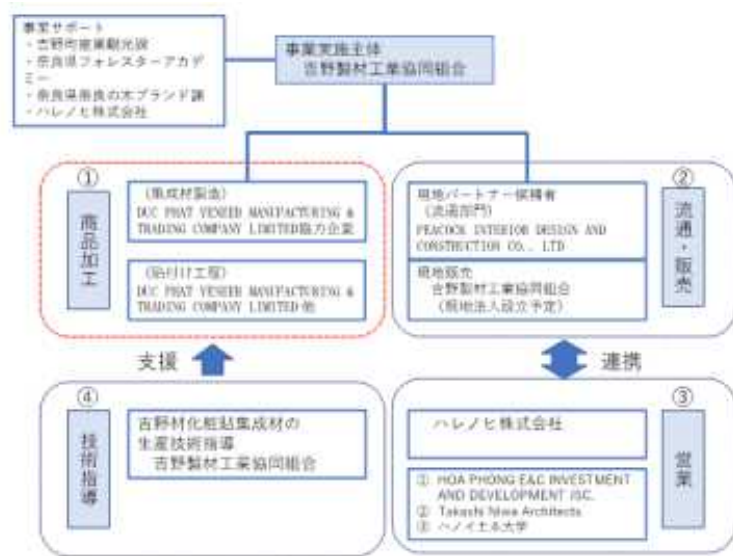 事業サポート
・吉野町産業観光課
・奈良県フォレスターアカデ
ミー
・奈良県奈良の木ブランド課
・ハレノヒ株式会社
事業実施主体
吉野製材工業協同組合
①
商品加工
(集成材製造)
DUC PHAT VENEER MANUFACTURING &
TRADING COMPANY LIMITED協力企業
(貼付け工程)
DUC PHAT VENEER MANUFACTURING &
TRADING COMPANY LIMITED 他
②
流通・販売
現地パートナー候補者
(流通部門)
PEACOCK INTERIOR DESIGN AND
CONSTRUCTION CO., LTD
現地販売
吉野製材工業協同組合
(現地法人設立予定)
支援
連携
④
技術指導
吉野材化粧貼集成材の
生産技術指導
吉野製材工業協同組合
③
営業
ハレノヒ株式会社
① HOA PHONG E&C INVESTMENT
AND DEVELOPMENT JSC.
② Takashi Niwa Architects
③ ハノイ土木大学